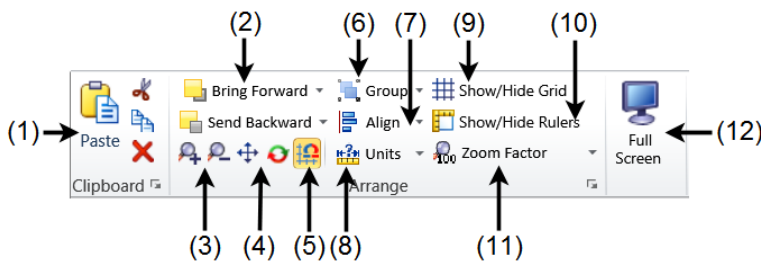 (2) (6) (7) (9) (10)
Bring Forward Group Show/Hide Grid
(1) Paste Send Backward Align Show/Hide Rulers Full Screen (12)
Units 100 Zoom Factor
Clipboard Arrange
(3) (4) (5) (8) (11)